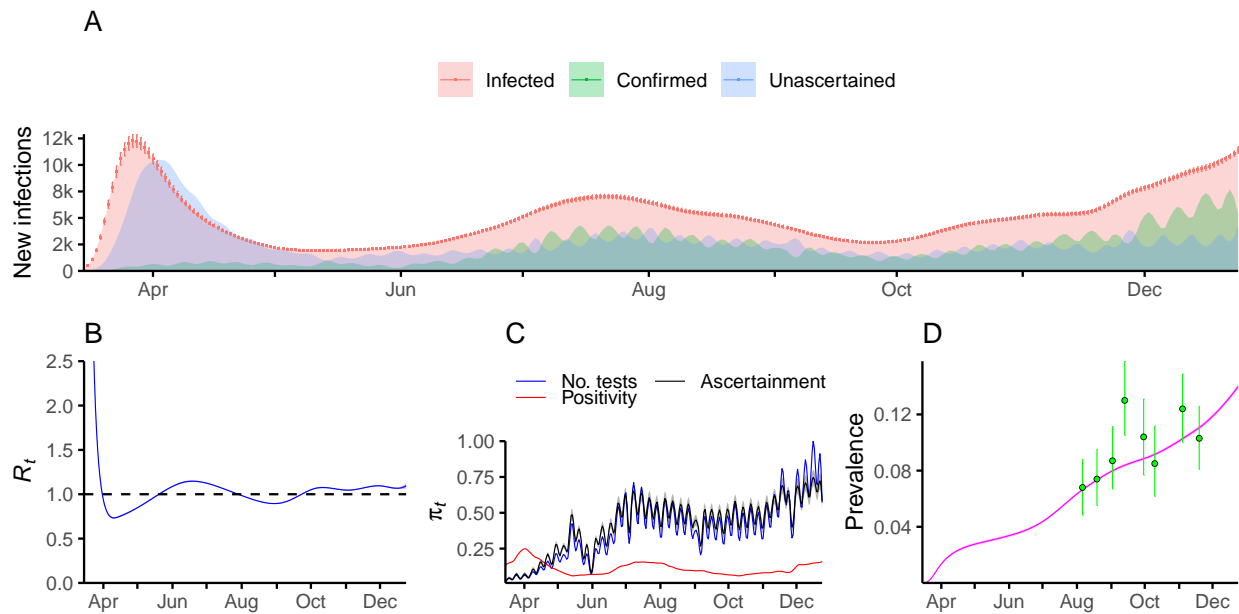 A
Infected Confirmed Unascertained
New infections
12k
10k
8k
5k
2k
0
Apr Jun Aug Oct Dec
B
R_t
2.5
2.0
1.5
1.0
0.5
0.0
Apr Jun Aug Oct Dec
C
No. tests Ascertainment
Positivity
π_t
1.00
0.75
0.50
0.25
Apr Jun Aug Oct Dec
D
Prevalence
0.12
0.08
0.04
Apr Jun Aug Oct Dec